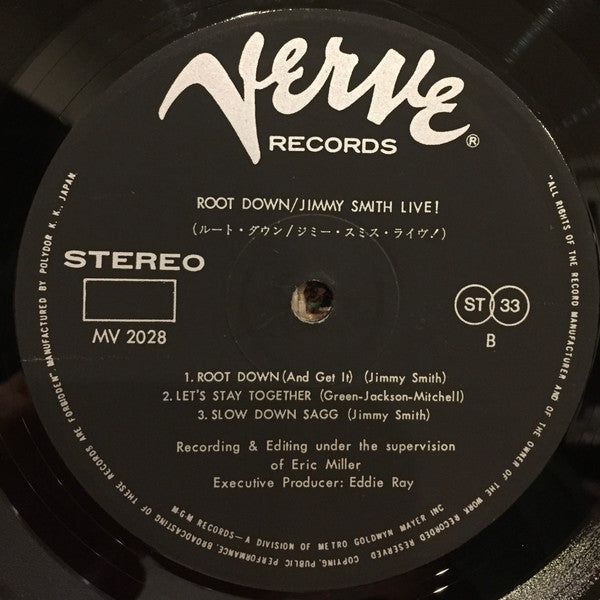 Verve
RECORDS ®
ROOT DOWN/JIMMY SMITH LIVE!
(ルート・ダウン/ジミー・スミス・ライヴ!)
STEREO
MV 2028
ST 33
B
1. ROOT DOWN (And Get It) (Jimmy Smith)
2. LET'S STAY TOGETHER (Green-Jackson-Mitchell)
3. SLOW DOWN SAGG (Jimmy Smith)
Recording & Editing under the supervision
of Eric Miller
Executive Producer: Eddie Ray
M-G-M RECORDS—A DIVISION OF METRO GOLDWYN MAYER INC
"ALL RIGHTS OF THE RECORD MANUFACTURER AND OF THE OWNER OF THE WORK RECORDED RESERVED COPYING, PUBLIC PERFORMANCE, BROADCASTING OF THESE RECORDS ARE FORBIDDEN" MANUFACTURED BY POLYDOR K. K., JAPAN